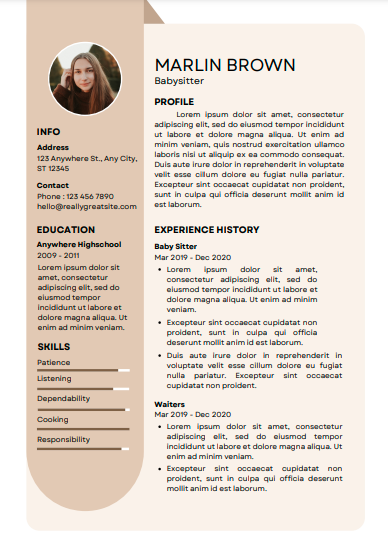 MARLIN BROWN
Babysitter
PROFILE
Lorem ipsum dolor sit amet, consectetur
adipiscing elit, sed do eiusmod tempor incididunt
ut labore et dolore magna aliqua. Ut enim ad
minim veniam, quis nostrud exercitation ullamco
laboris nisi ut aliquip ex ea commodo consequat.
Duis aute irure dolor in reprehenderit in voluptate
velit esse cillum dolore eu fugiat nulla pariatur.
Excepteur sint occaecat cupidatat non proident,
sunt in culpa qui officia deserunt mollit anim id
est laborum.
INFO
Address
123 Anywhere St., Any City,
ST 12345
Contact
Phone : 123 456 7890
hello@reallygreatsite.com
EDUCATION
Anywhere Highschool
2009 - 2011
Lorem ipsum dolor sit
amet, consectetur
adipiscing elit, sed do
eiusmod tempor
incididunt ut labore et
dolore magna aliqua. Ut
enim ad minim veniam.
SKILLS
Patience
Listening
Dependability
Cooking
Responsibility
EXPERIENCE HISTORY
Baby Sitter
Mar 2019 - Dec 2020
• Lorem ipsum dolor sit amet,
consectetur adipiscing elit, sed do
eiusmod tempor incididunt ut labore et
dolore magna aliqua. Ut enim ad minim
veniam.
• Excepteur sint occaecat cupidatat non
proident, sunt in culpa qui officia
deserunt mollit anim id est laborum.
• Duis aute irure dolor in reprehenderit in
voluptate velit esse cillum dolore eu
fugiat nulla pariatur. Excepteur sint
occaecat cupidatat non proident.
Waiters
Mar 2019 - Dec 2020
• Lorem ipsum dolor sit amet, consectetur
adipiscing elit, sed do eiusmod tempor
incididunt ut labore et dolore magna aliqua.
Ut enim ad minim veniam.
• Excepteur sint occaecat cupidatat non
proident, sunt in culpa qui officia deserunt
mollit anim id est laborum.